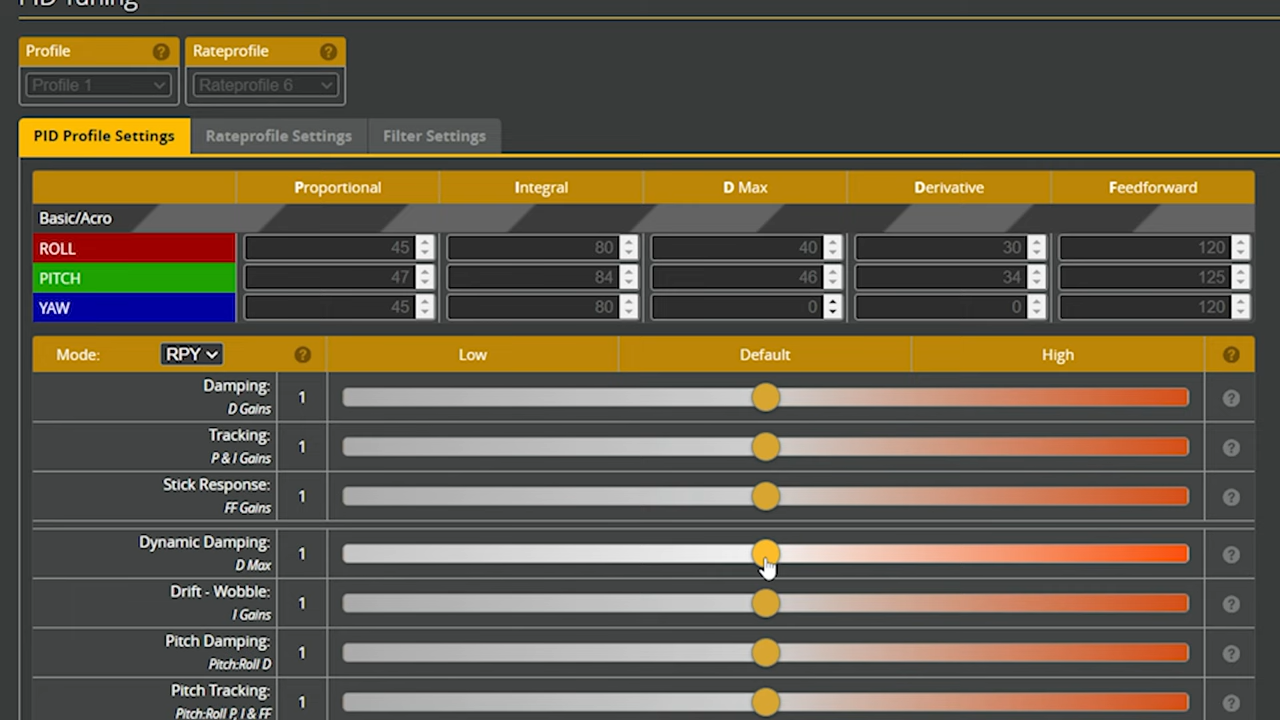 PID Tuning
Profile ?
Rateprofile ?
Profile 1
Rateprofile 6
PID Profile Settings
Rateprofile Settings
Filter Settings
Proportional Integral D Max Derivative Feedforward
Basic/Acro
ROLL 45 80 40 30 120
PITCH 47 84 46 34 125
YAW 45 80 0 0 120
Mode: RPY ? Low Default High ?
Damping:
D Gains
1 ?
Tracking:
P & I Gains
1 ?
Stick Response:
FF Gains
1 ?
Dynamic Damping:
D Max
1 ?
Drift - Wobble:
I Gains
1 ?
Pitch Damping:
Pitch:Roll D
1 ?
Pitch Tracking:
Pitch:Roll P, I & FF
1 ?